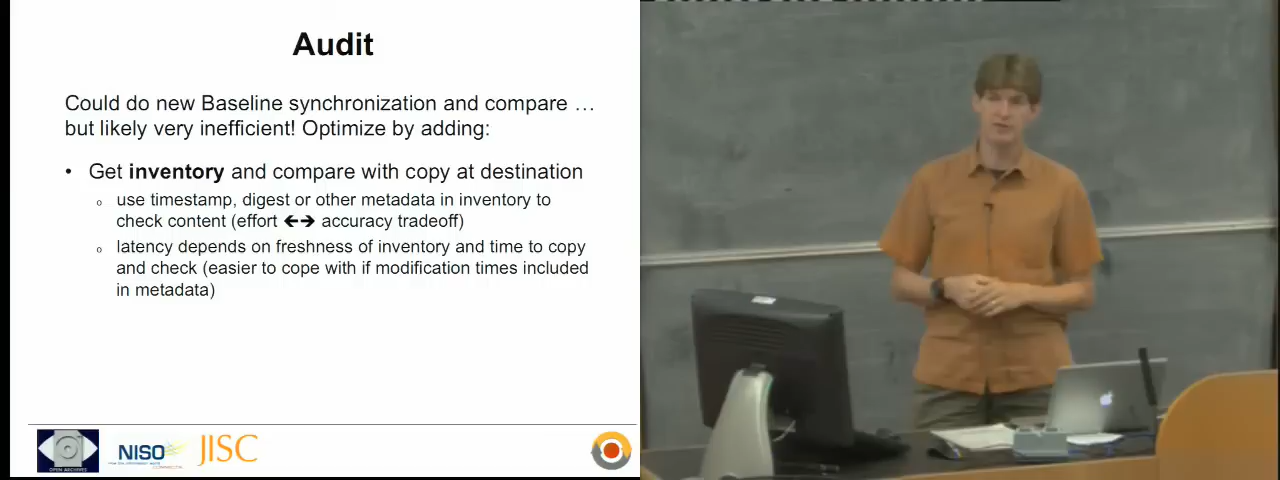 Audit
Could do new Baseline synchronization and compare …
but likely very inefficient! Optimize by adding:
• Get inventory and compare with copy at destination
o use timestamp, digest or other metadata in inventory to
check content (effort ←→ accuracy tradeoff)
o latency depends on freshness of inventory and time to copy
and check (easier to cope with if modification times included
in metadata)
OPEN ARCHIVES
NISO
JISC